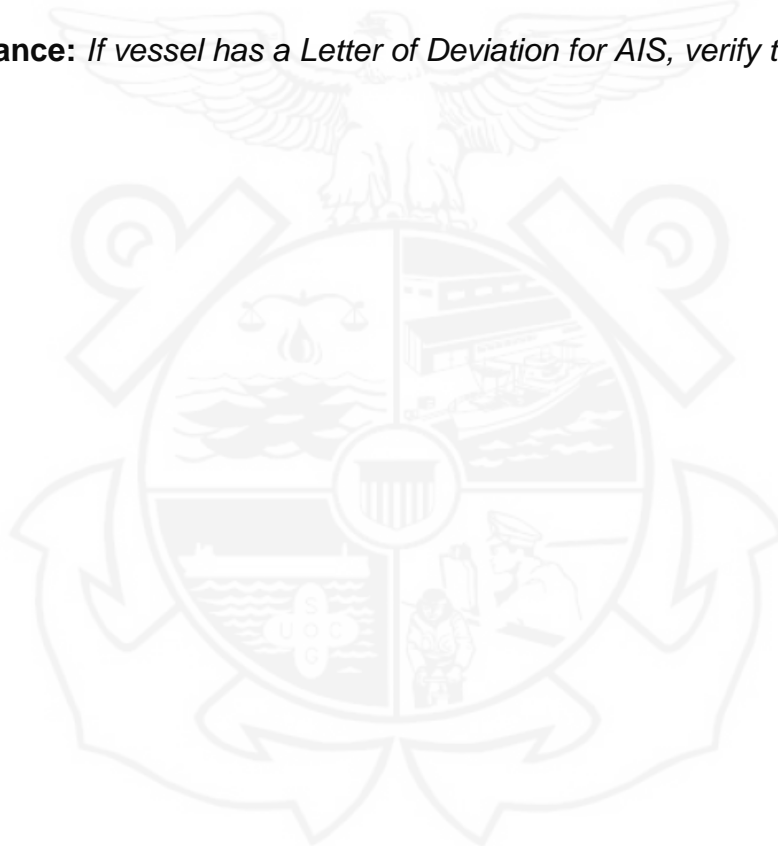 ance: If vessel has a Letter of Deviation for AIS, verify t
S
U O C
G